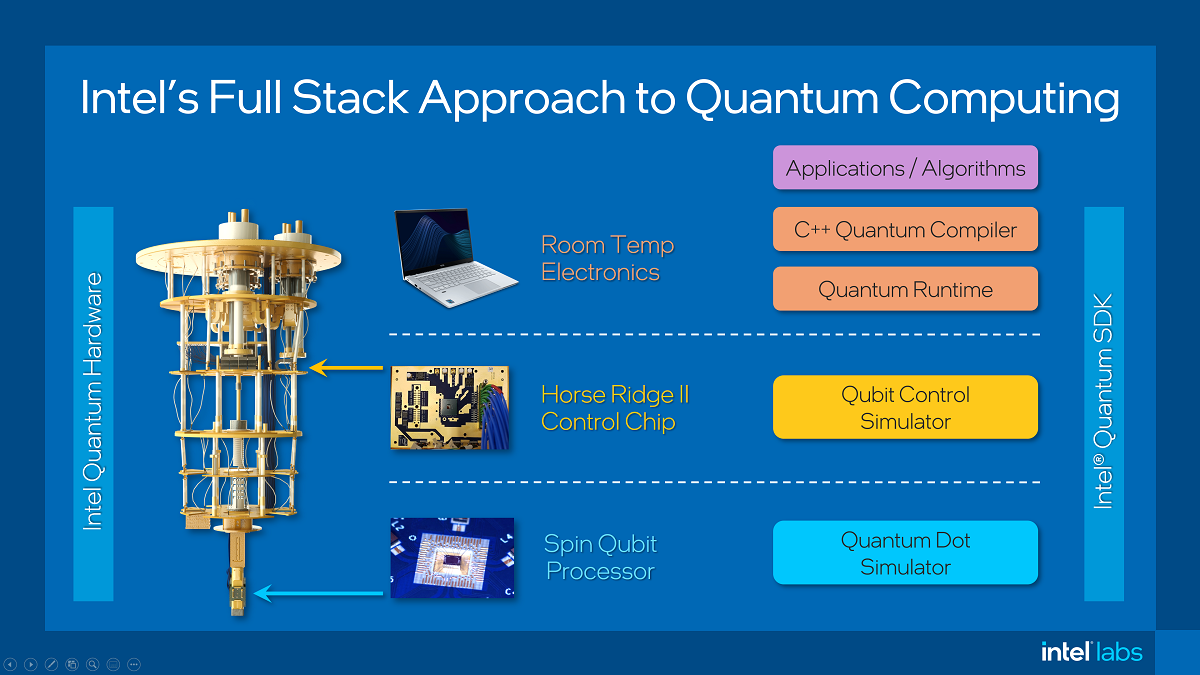 Intel's Full Stack Approach to Quantum Computing
Intel Quantum Hardware
Room Temp
Electronics
Horse Ridge II
Control Chip
Spin Qubit
Processor
Applications / Algorithms
C++ Quantum Compiler
Quantum Runtime
Qubit Control
Simulator
Quantum Dot
Simulator
Intel® Quantum SDK
intel labs